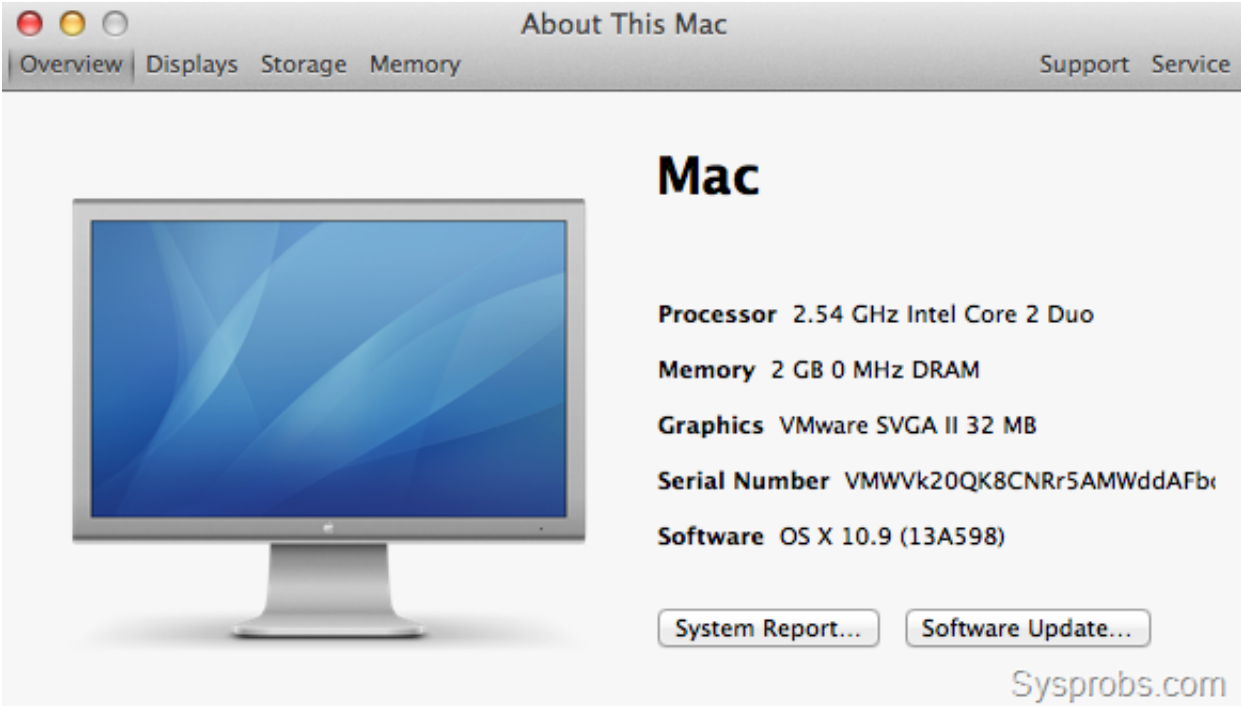 About This Mac
Overview Displays Storage Memory Support Service
Mac
Processor 2.54 GHz Intel Core 2 Duo
Memory 2 GB 0 MHz DRAM
Graphics VMware SVGA II 32 MB
Serial Number VMWVk20QK8CNRr5AMWddAFb
Software OS X 10.9 (13A598)
System Report... Software Update...
Sysprobs.com